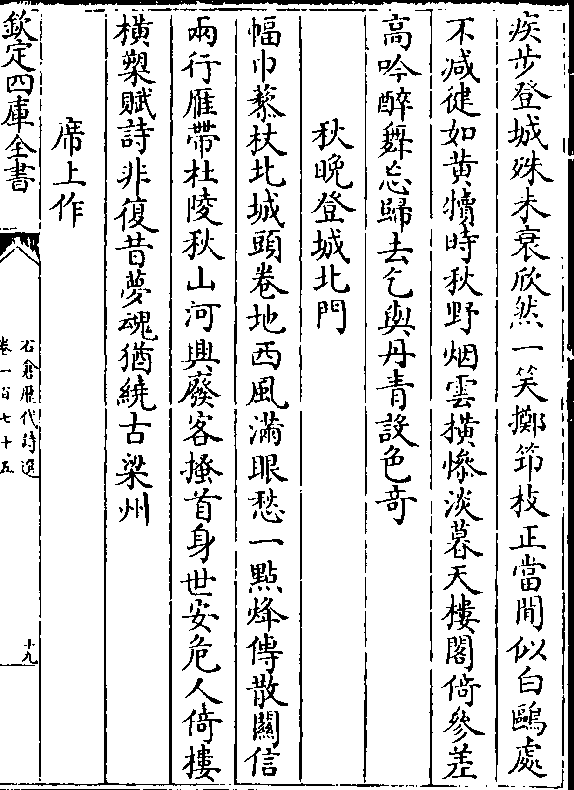 疾步登城殊未衰欣然一笑擲筇枝正當閒似白鷗處
不減健如黄犢時秋野烟雲横慘淡暮天樓閣倚參差
高吟醉舞忘歸去乞與丹青設色竒
秋晚登城北門
幅巾藜杖北城頭卷地西風滿眼愁一點烽傳散關信
兩行雁帶杜陵秋山河興廢客搔首身世安危人倚樓
横槊賦詩非復昔夢魂猶繞古梁州
席上作
欽定四庫全書
石倉歴代詩選
卷一百七十五
十九